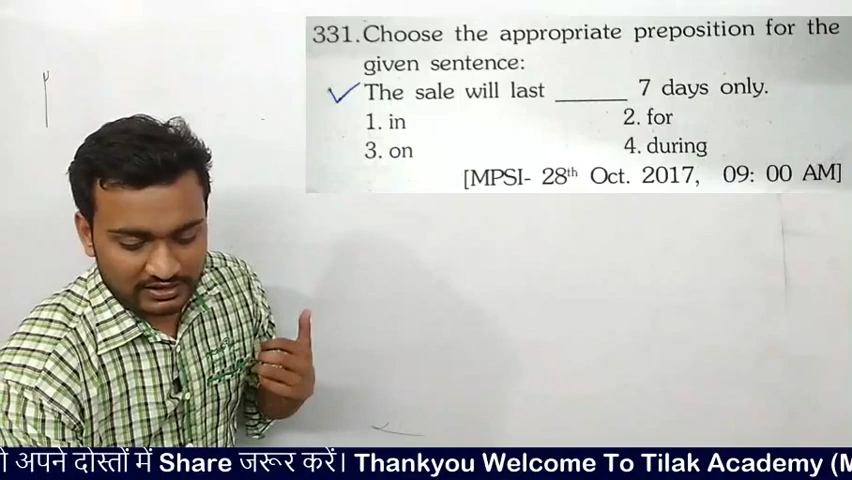 331.Choose the appropriate preposition for the
given sentence:
The sale will last ______ 7 days only.
1. in 2. for
3. on 4. during
[MPSI- 28th Oct. 2017, 09: 00 AM]
अपने दोस्तों में Share जरूर करें। Thankyou Welcome To Tilak Academy (M